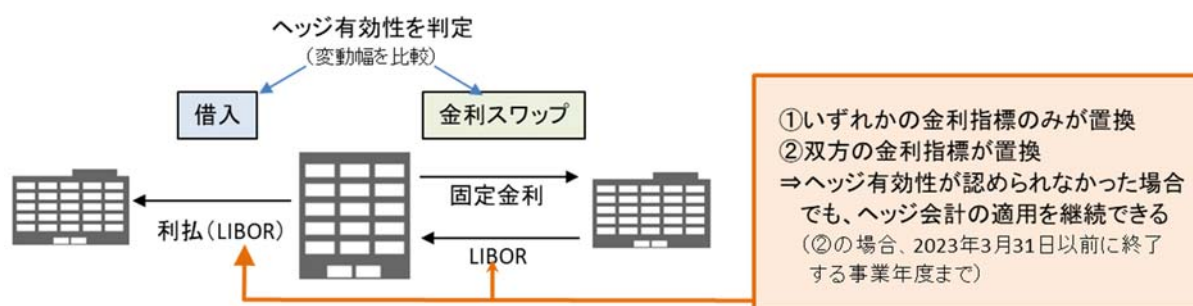 ヘッジ有効性を判定
（変動幅を比較）
借入
金利スワップ
固定金利
利払（LIBOR）
LIBOR
①いずれかの金利指標のみが置換
②双方の金利指標が置換
⇒ヘッジ有効性が認められなかった場合
でも、ヘッジ会計の適用を継続できる
（②の場合、2023年3月31日以前に終了
する事業年度まで）